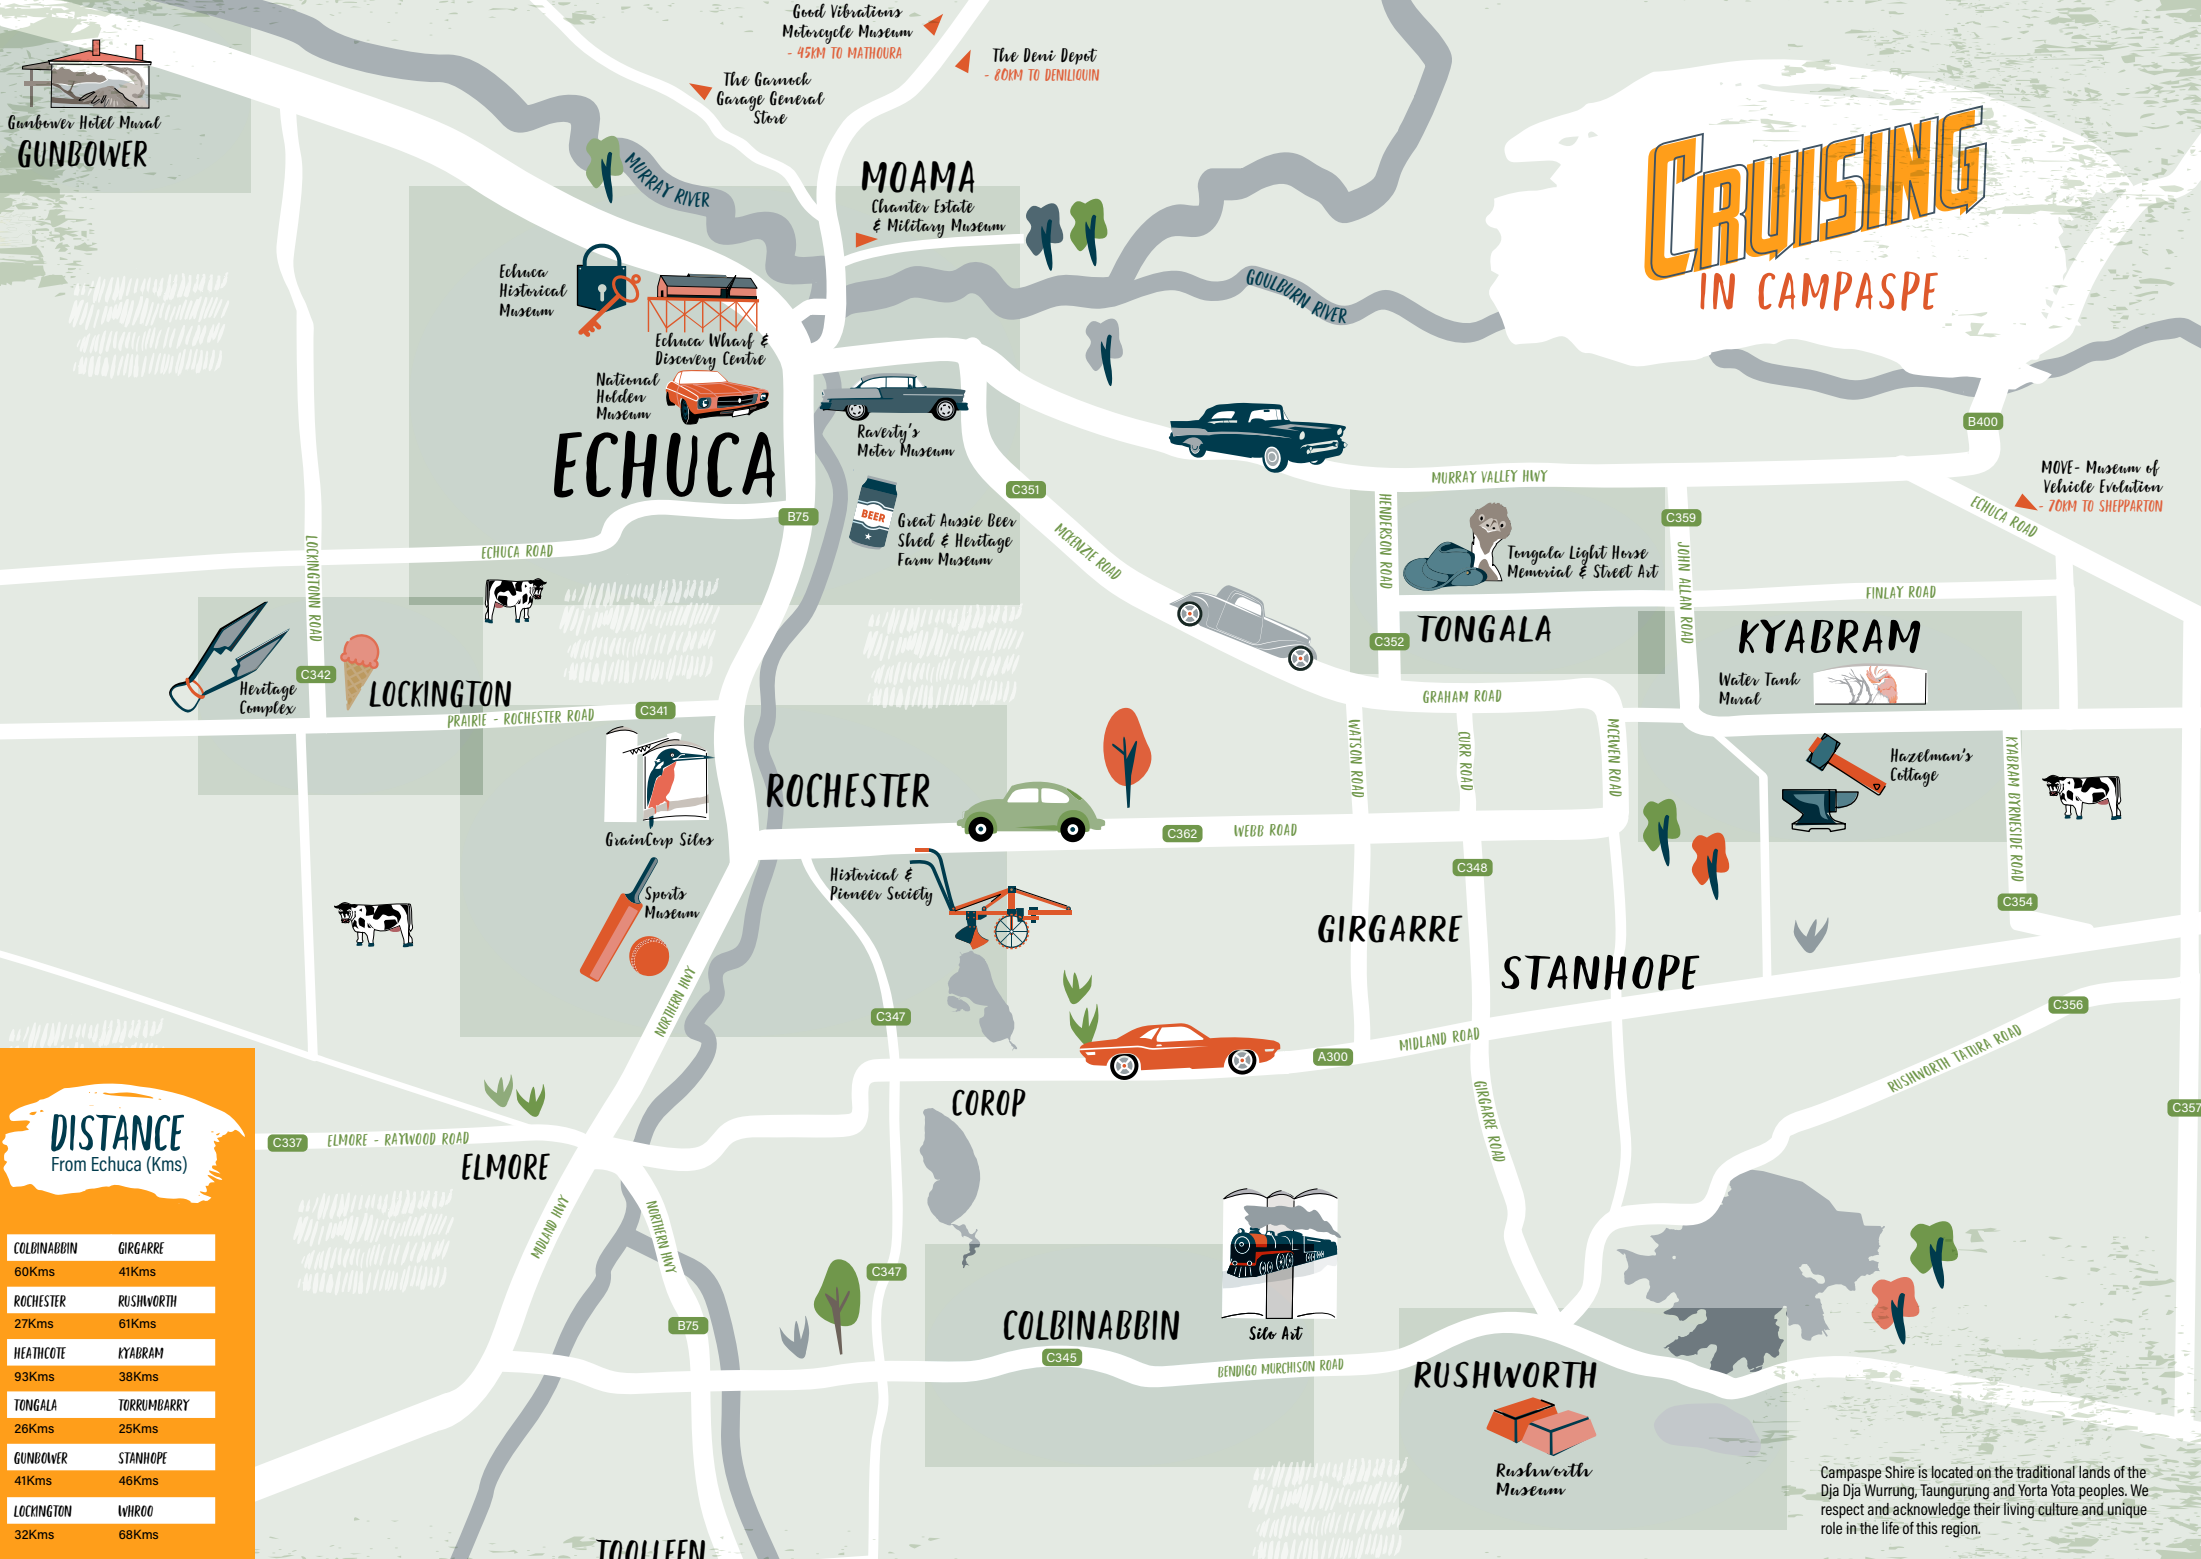 Good Vibrations
Motorcycle Museum
- 45KM TO MATHOURA
The Deni Depot
- 80KM TO DENILIQUIN
The Garnock
Garage General
Store
Gunbower Hotel Mural
GUNBOWER
MURRAY RIVER
MOAMA
Chanter Estate
& Military Museum
CRUISING
IN CAMPASPE
GOULBURN RIVER
Echuca
Historical
Museum
Echuca Wharf &
Discovery Centre
National
Holden
Museum
ECHUCA
Raverty's
Motor Museum
BEER
Great Aussie Beer
Shed & Heritage
Farm Museum
B75
C351
MCKENZIE ROAD
ECHUCA ROAD
LOCKINGTONN ROAD
MURRAY VALLEY HWY
B400
MOVE- Museum of
Vehicle Evolution
- 70KM TO SHEPPARTON
ECHUCA ROAD
HENDERSON ROAD
C359
JOHN ALLAN ROAD
Tongala Light Horse
Memorial & Street Art
FINLAY ROAD
C352
TONGALA
KYABRAM
Water Tank
Mural
Heritage
Complex
C342
LOCKINGTON
PRAIRIE - ROCHESTER ROAD
C341
GRAHAM ROAD
WATSON ROAD
CURR ROAD
MCEWEN ROAD
KYABRAM BYRNESIDE ROAD
Hazelman's
Cottage
GrainCorp Silos
ROCHESTER
C362
WEBB ROAD
C348
Sports
Museum
Historical &
Pioneer Society
GIRGARRE
C354
STANHOPE
NORTHERN HWY
C347
A300
MIDLAND ROAD
C356
RUSHWORTH TATURA ROAD
C357
COROP
GIRGARRE ROAD
C337
ELMORE - RAYWOOD ROAD
ELMORE
MIDLAND HWY
NORTHERN HWY
C347
B75
COLBINABBIN
C345
Silo Art
BENDIGO MURCHISON ROAD
RUSHWORTH
Rushworth
Museum
TOOLLEEN
DISTANCE
From Echuca (Kms)
COLBINABBIN GIRGARRE
60Kms 41Kms
ROCHESTER RUSHWORTH
27Kms 61Kms
HEATHCOTE KYABRAM
93Kms 38Kms
TONGALA TORRUMBARRY
26Kms 25Kms
GUNBOWER STANHOPE
41Kms 46Kms
LOCKINGTON WHROO
32Kms 68Kms
Campaspe Shire is located on the traditional lands of the
Dja Dja Wurrung, Taungurung and Yorta Yota peoples. We
respect and acknowledge their living culture and unique
role in the life of this region.